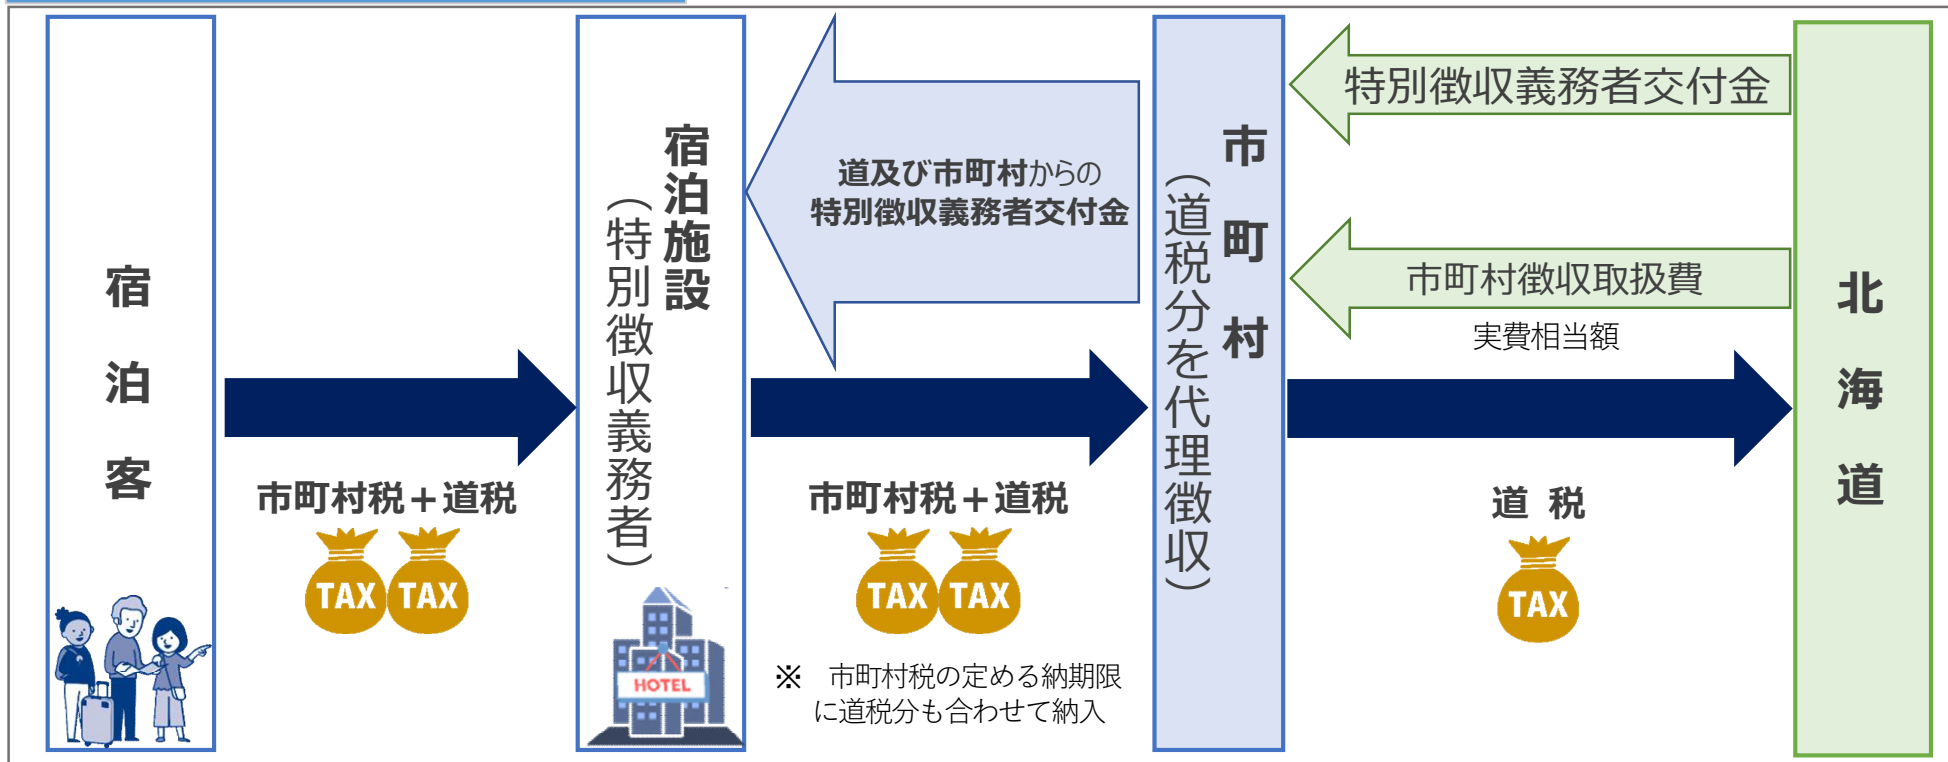 宿泊客
市町村税＋道税
TAX TAX
宿泊施設
（特別徴収義務者）
HOTEL
道及び市町村からの
特別徴収義務者交付金
市町村税＋道税
TAX TAX
※　市町村税の定める納期限
に道税分も合わせて納入
市町村
（道税分を代理徴収）
特別徴収義務者交付金
市町村徴収取扱費
実費相当額
道 税
TAX
北海道